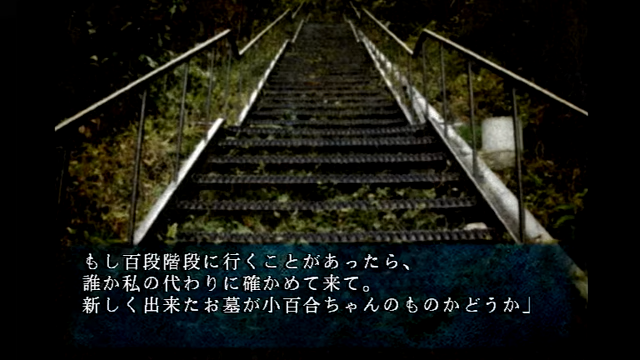 もし百段階段に行くことがあったら、
誰か私の代わりに確かめて来て。
新しく出来たお墓が小百合ちゃんのものかどうか」